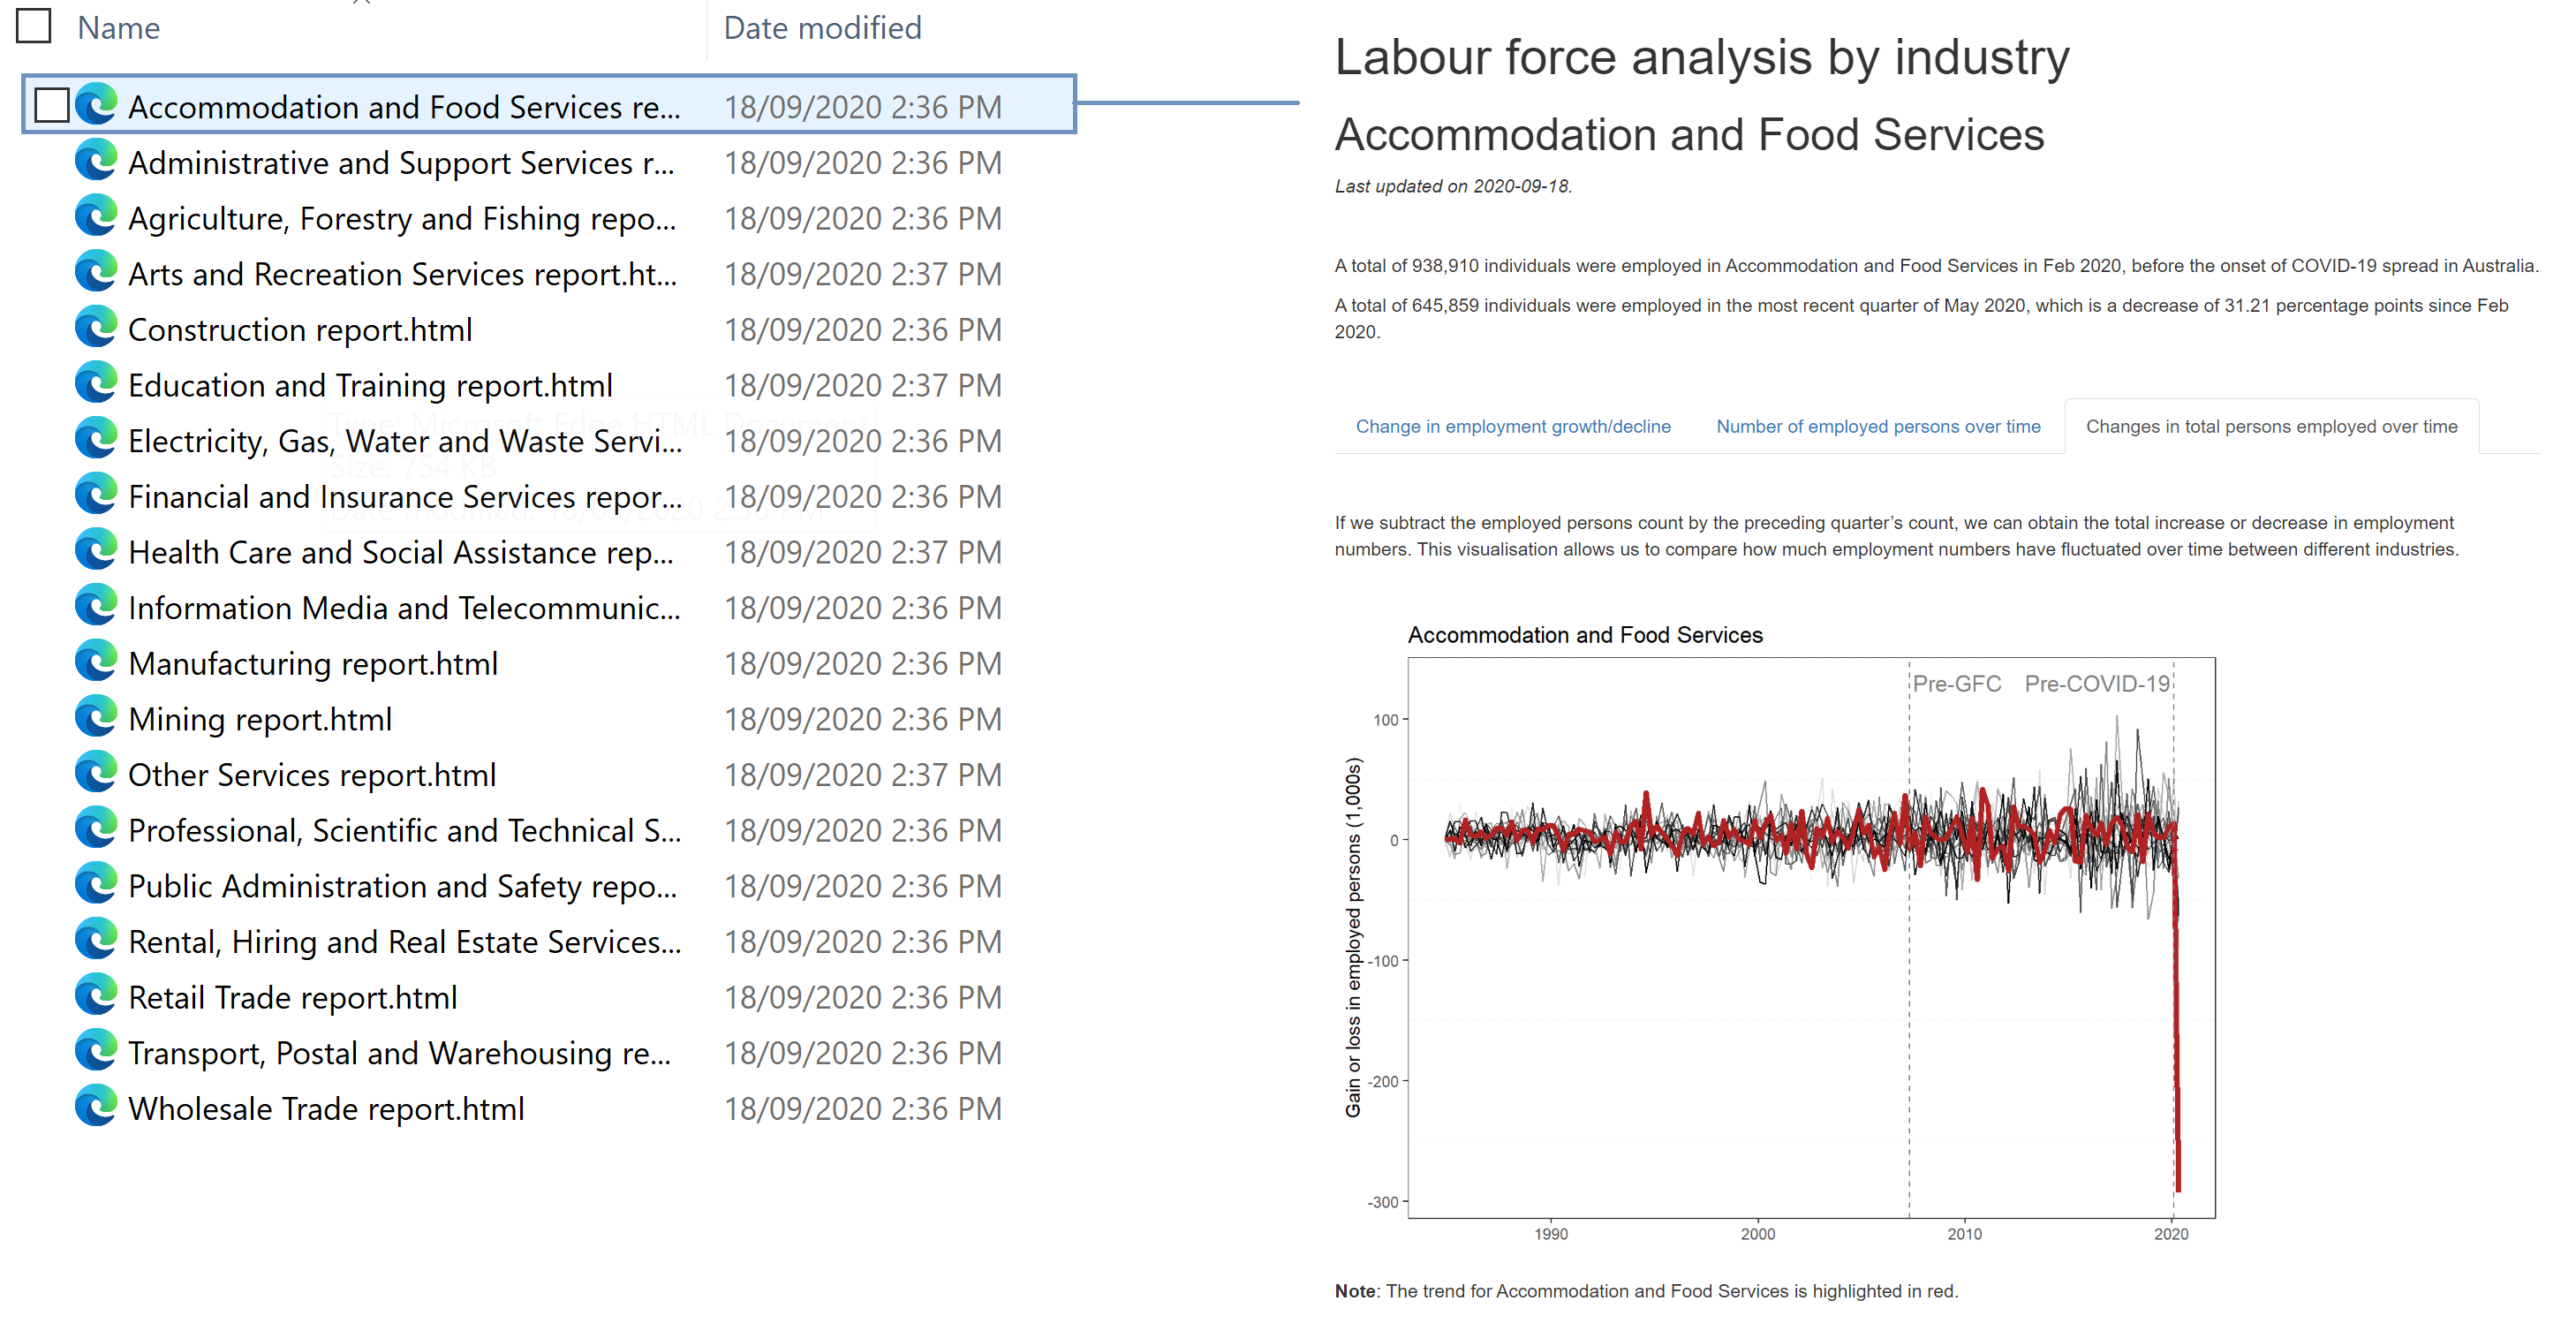 Name Date modified
Accommodation and Food Services re... 18/09/2020 2:36 PM
Administrative and Support Services r... 18/09/2020 2:36 PM
Agriculture, Forestry and Fishing repo... 18/09/2020 2:36 PM
Arts and Recreation Services report.ht... 18/09/2020 2:37 PM
Construction report.html 18/09/2020 2:36 PM
Education and Training report.html 18/09/2020 2:37 PM
Type: Microsoft Edge HTML Document
Electricity, Gas, Water and Waste Servi... 18/09/2020 2:36 PM
Size: 754 KB
Financial and Insurance Services repor... 18/09/2020 2:36 PM
Health Care and Social Assistance rep... 18/09/2020 2:37 PM
Information Media and Telecommunic... 18/09/2020 2:36 PM
Manufacturing report.html 18/09/2020 2:36 PM
Mining report.html 18/09/2020 2:36 PM
Other Services report.html 18/09/2020 2:37 PM
Professional, Scientific and Technical S... 18/09/2020 2:36 PM
Public Administration and Safety repo... 18/09/2020 2:36 PM
Rental, Hiring and Real Estate Services... 18/09/2020 2:36 PM
Retail Trade report.html 18/09/2020 2:36 PM
Transport, Postal and Warehousing re... 18/09/2020 2:36 PM
Wholesale Trade report.html 18/09/2020 2:36 PM
Labour force analysis by industry
Accommodation and Food Services
Last updated on 2020-09-18.
A total of 938,910 individuals were employed in Accommodation and Food Services in Feb 2020, before the onset of COVID-19 spread in Australia.
A total of 645,859 individuals were employed in the most recent quarter of May 2020, which is a decrease of 31.21 percentage points since Feb
2020.
Change in employment growth/decline Number of employed persons over time Changes in total persons employed over time
If we subtract the employed persons count by the preceding quarter’s count, we can obtain the total increase or decrease in employment
numbers. This visualisation allows us to compare how much employment numbers have fluctuated over time between different industries.
Accommodation and Food Services
Pre-GFC Pre-COVID-19
Gain or loss in employed persons (1,000s)
100
0
-100
-200
-300
1990 2000 2010 2020
Note: The trend for Accommodation and Food Services is highlighted in red.